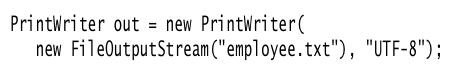 PrintWriter out = new PrintWriter(
new FileOutputStream("employee.txt"), "UTF-8");